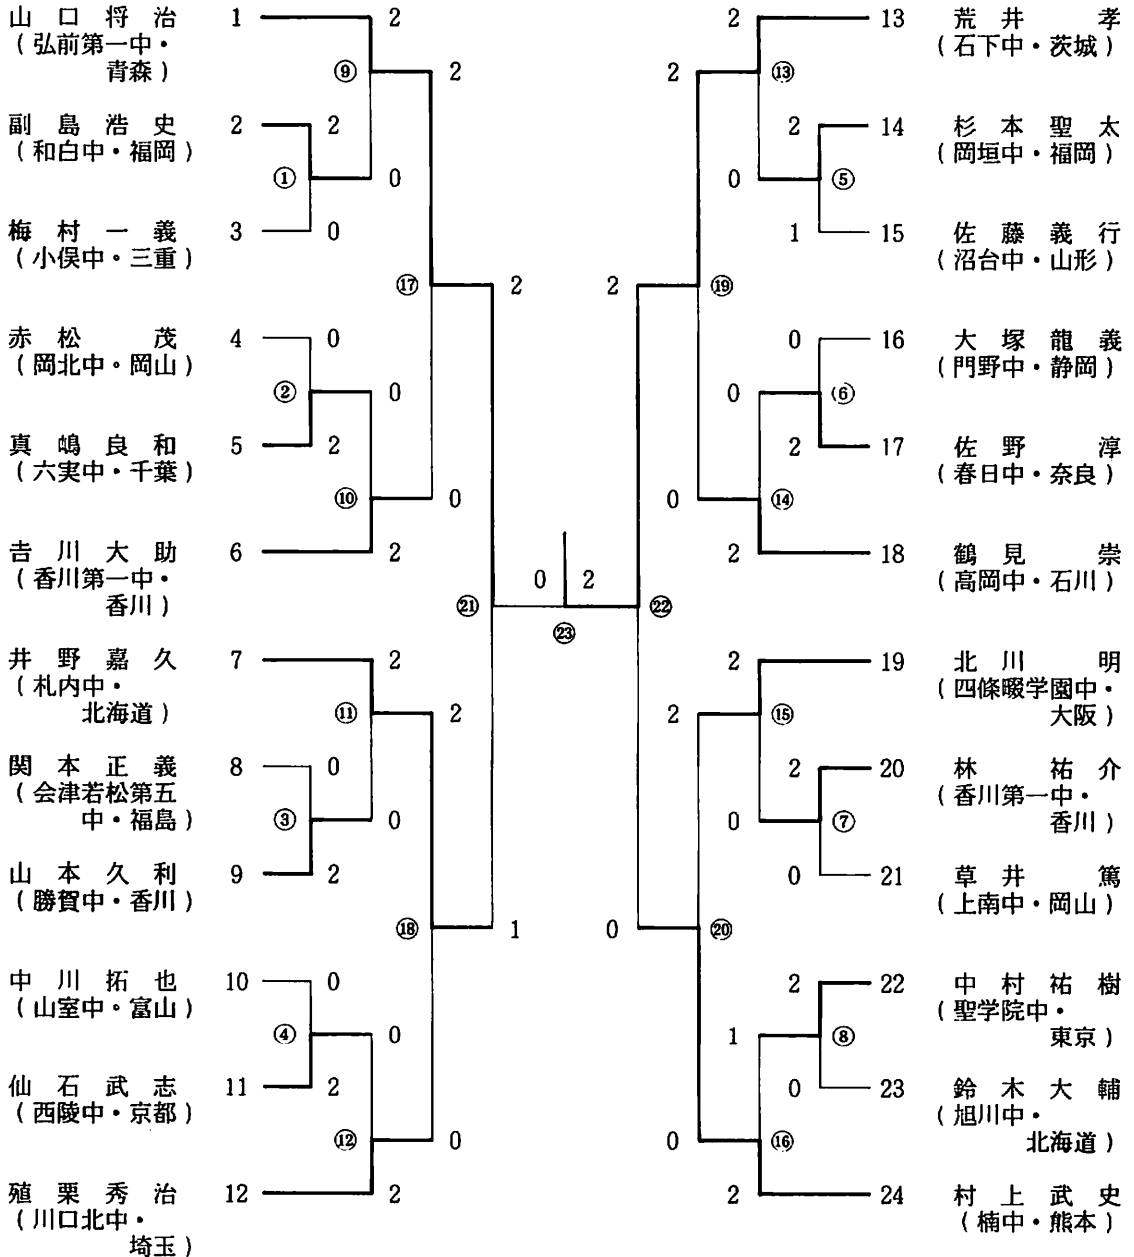 山口将治 1 2
(弘前第一中・
青森)
⑨ 2
副島浩史 2 2
(和白中・福岡)
① 0
梅村一義 3 0
(小俣中・三重)
⑰ 2
赤松茂 4 0
(岡北中・岡山)
② 0
真嶋良和 5 2
(六実中・千葉)
⑩ 0
吉川大助 6 2
(香川第一中・
香川)
㉑
井野嘉久 7 2
(札内中・
北海道)
⑪ 2
関本正義 8 0
(会津若松第五
中・福島)
③ 0
山本久利 9 2
(勝賀中・香川)
⑱ 1
中川拓也 10 0
(山室中・富山)
④ 0
仙石武志 11 2
(西陵中・京都)
⑫ 0
殖栗秀治 12 2
(川口北中・
埼玉)
0 2
㉓
2 13 荒井孝
(石下中・茨城)
2 ⑬
2 14 杉本聖太
(岡垣中・福岡)
0 ⑤
1 15 佐藤義行
(沼台中・山形)
2 ⑲
0 16 大塚龍義
(門野中・静岡)
0 ⑥
2 17 佐野淳
(春日中・奈良)
0 ⑭
2 18 鶴見崇
(高岡中・石川)
㉒
2 19 北川明
(四條畷学園中・
大阪)
2 ⑮
2 20 林祐介
(香川第一中・
香川)
0 ⑦
0 21 草井篤
(上南中・岡山)
0 ⑳
2 22 中村祐樹
(聖学院中・
東京)
1 ⑧
0 23 鈴木大輔
(旭川中・
北海道)
0 ⑯
2 24 村上武史
(楠中・熊本)